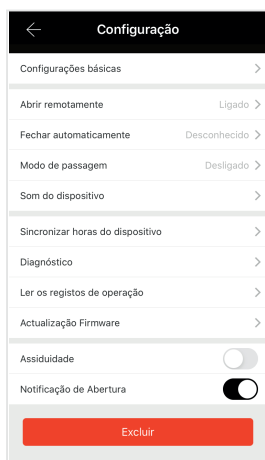 Configuração
Configurações básicas
Abrir remotamente Ligado
Fechar automaticamente Desconhecido
Modo de passagem Desligado
Som do dispositivo
Sincronizar horas do dispositivo
Diagnóstico
Ler os registos de operação
Actualização Firmware
Assiduidade
Notificação de Abertura
Excluir